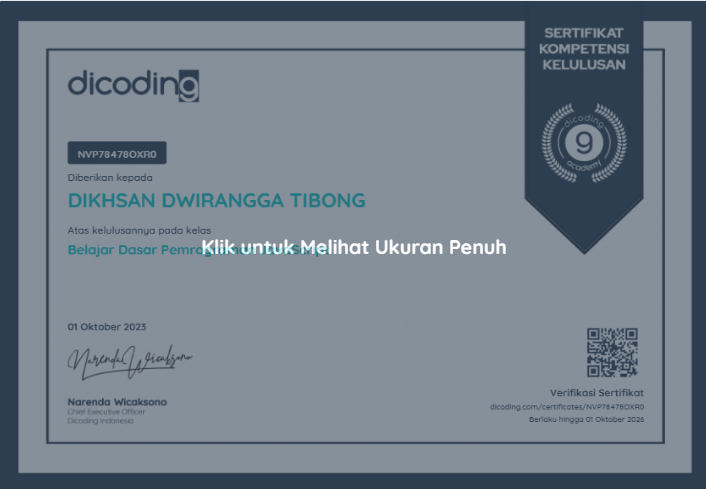 SERTIFIKAT
KOMPETENSI
KELULUSAN
dicoding
dicoding
g
academy
NVP78478OXR0
Diberikan kepada
DIKHSAN DWIRANGGA TIBONG
Atas kelulusannya pada kelas
Belajar Dasar
Klik untuk Melihat Ukuran Penuh
01 Oktober 2023
Narenda Wicaksono
Narenda Wicaksono
Chief Executive Officer
Dicoding Indonesia
Verifikasi Sertifikat
dicoding.com/certificates/NVP78478OXR0
Berlaku hingga 01 Oktober 2026